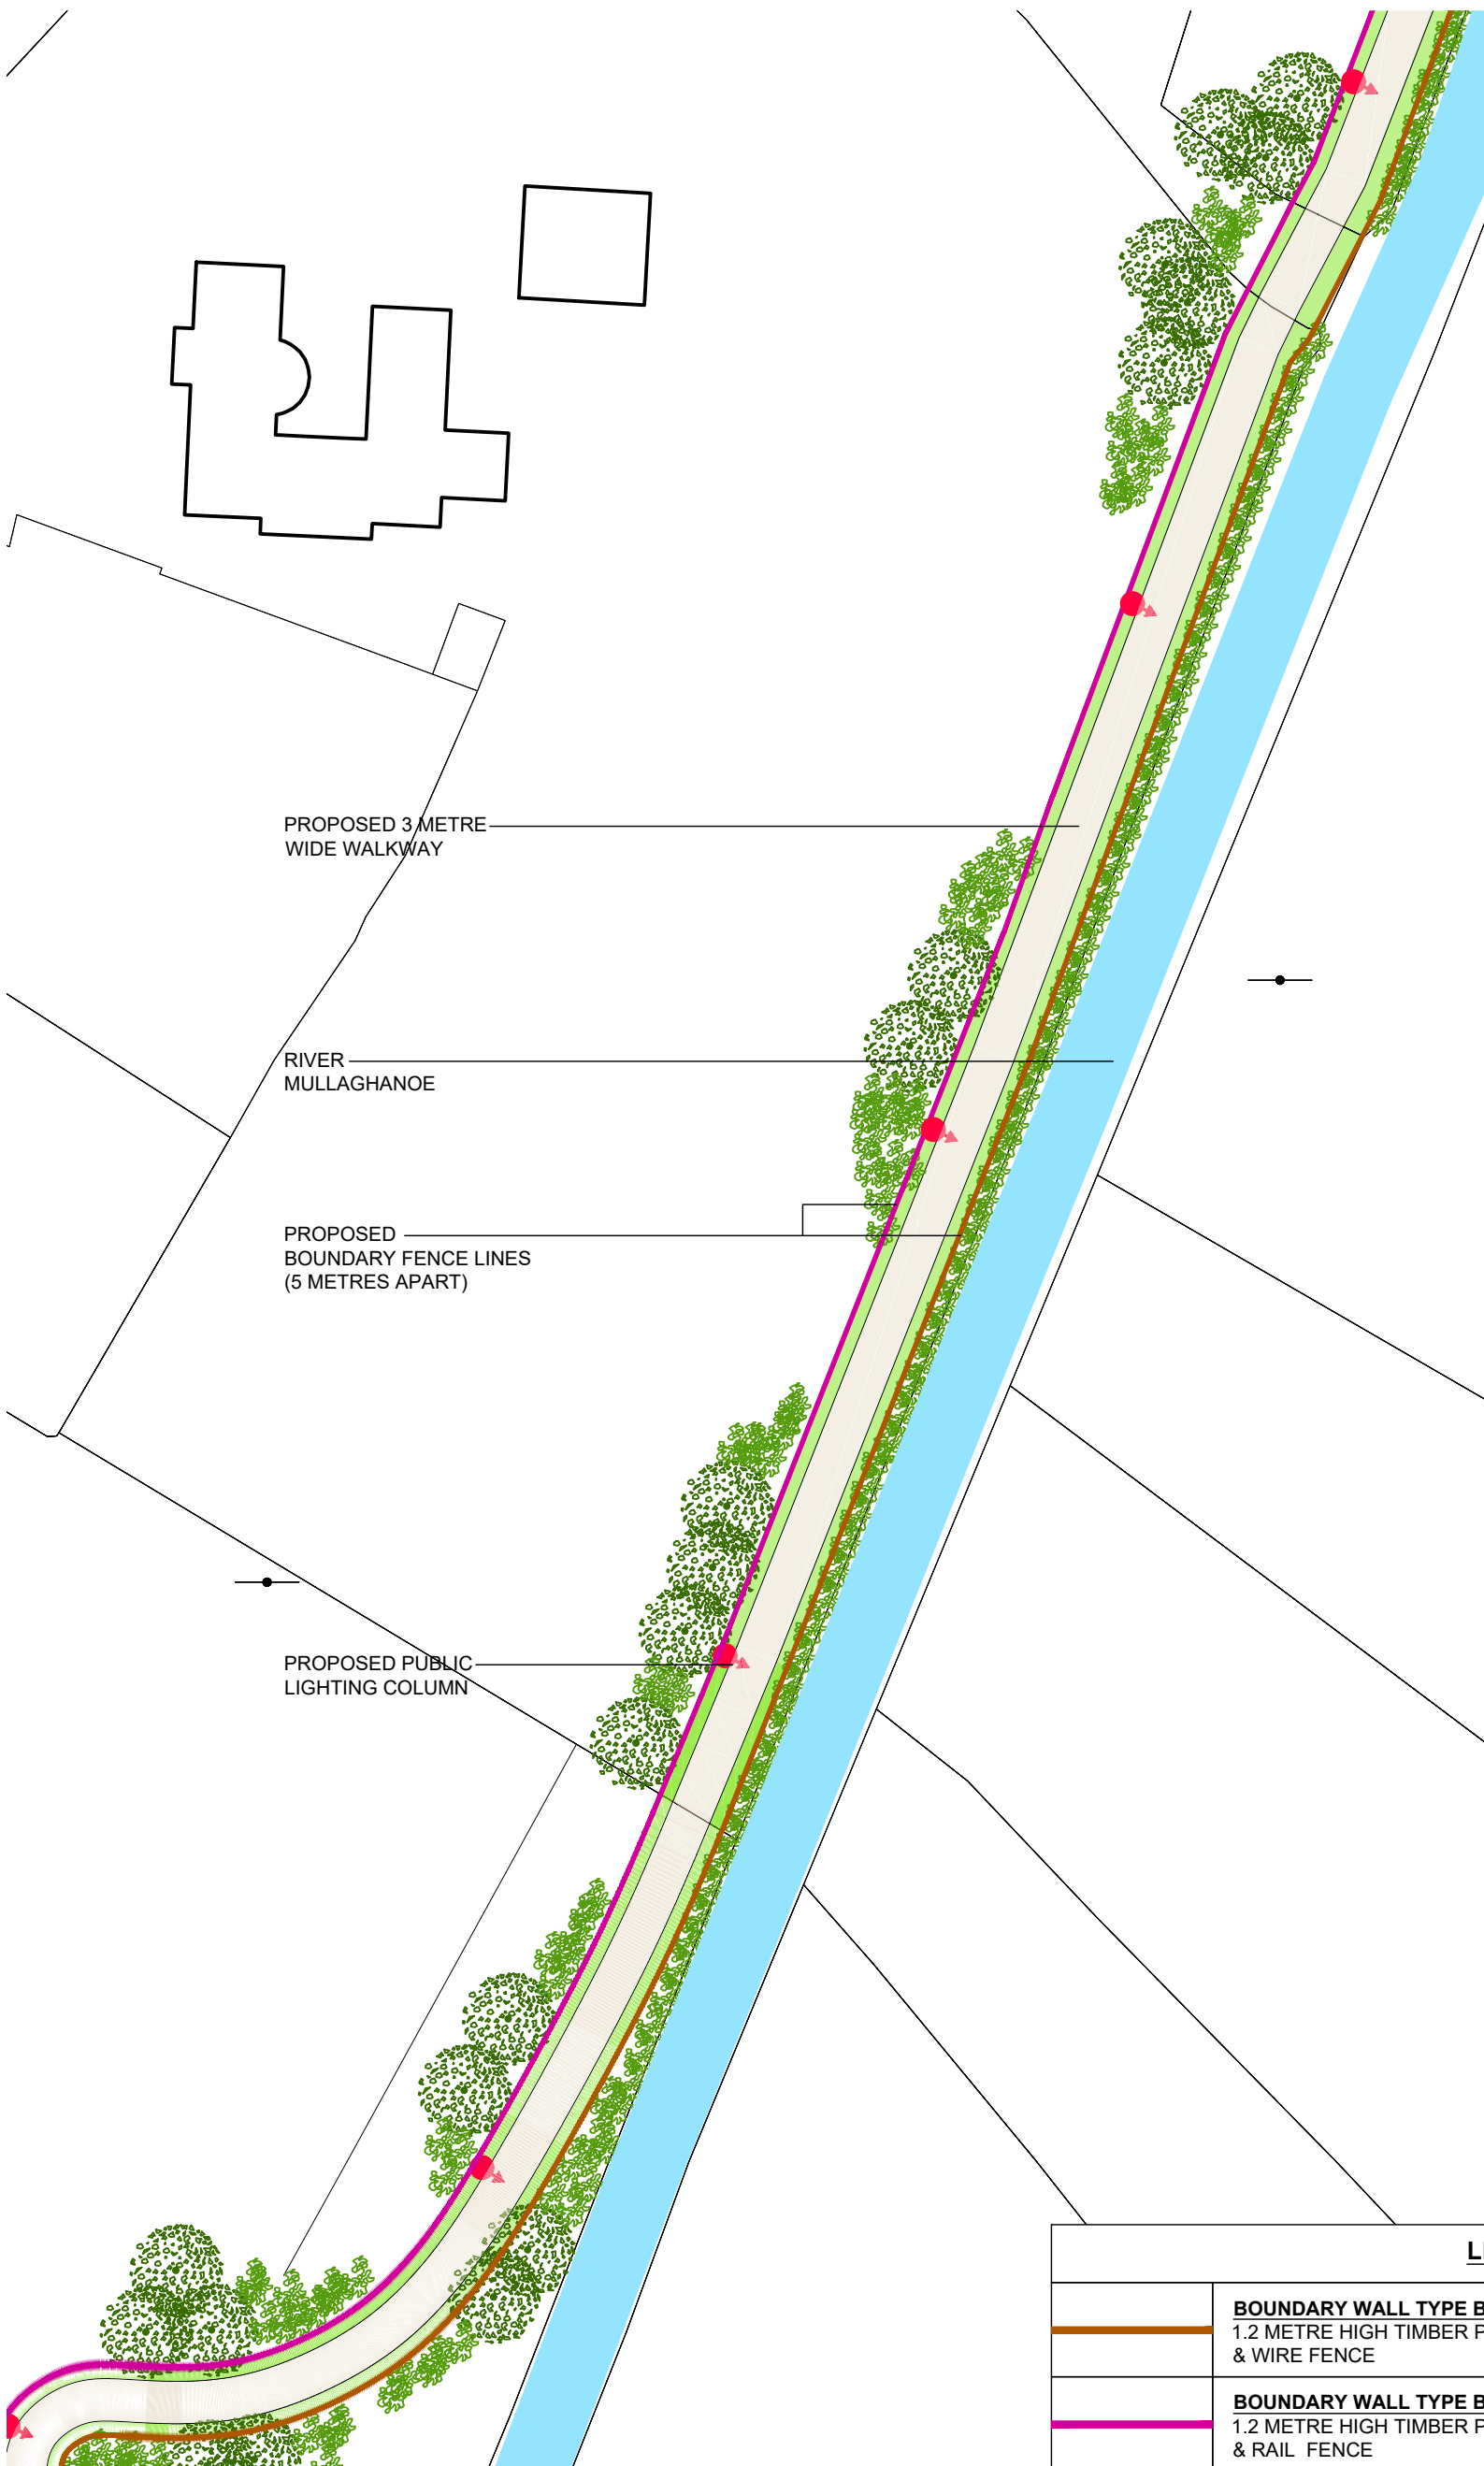 PROPOSED 3 METRE
WIDE WALKWAY
RIVER
MULLAGHANOE
PROPOSED
BOUNDARY FENCE LINES
(5 METRES APART)
PROPOSED PUBLIC
LIGHTING COLUMN
BOUNDARY WALL TYPE
1.2 METRE HIGH TIMBER
& WIRE FENCE
BOUNDARY WALL TYPE
1.2 METRE HIGH TIMBER
& RAIL FENCE